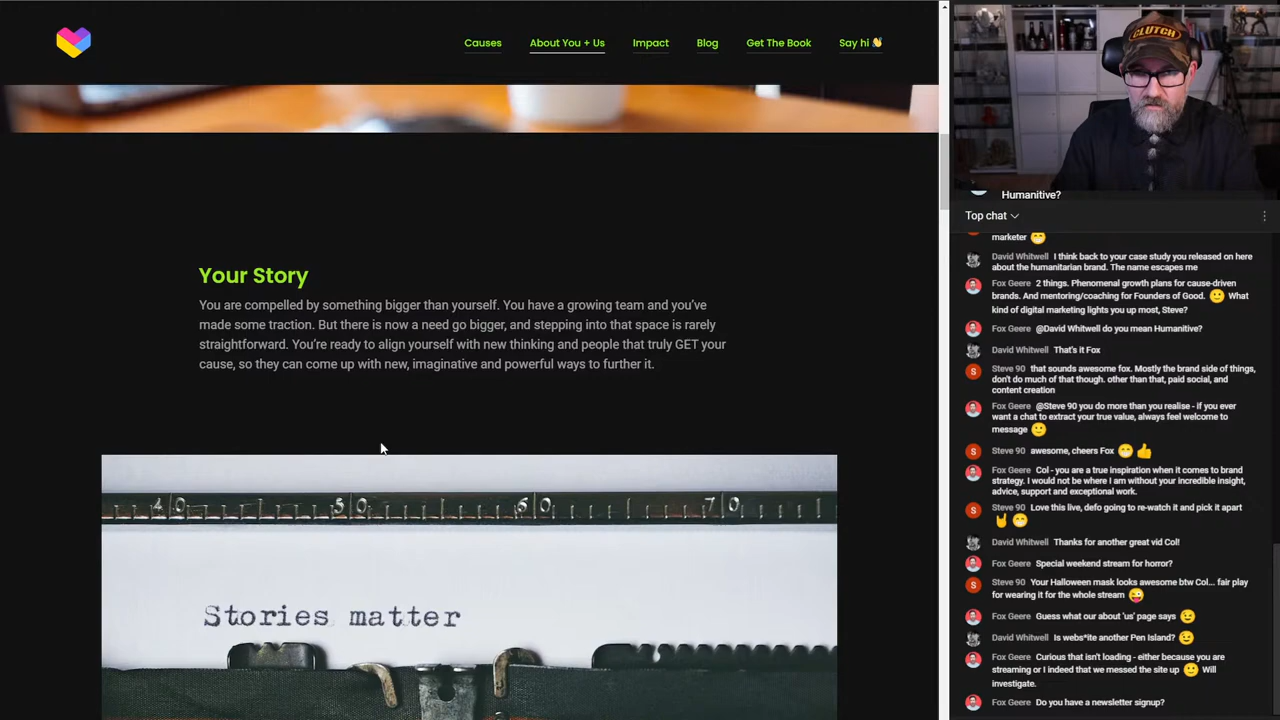 Causes
About You + Us
Impact
Blog
Get The Book
Say hi 👋
Your Story
You are compelled by something bigger than yourself. You have a growing team and you've
made some traction. But there is now a need go bigger, and stepping into that space is rarely
straightforward. You're ready to align yourself with new thinking and people that truly GET your
cause, so they can come up with new, imaginative and powerful ways to further it.
40 50 60 70
Stories matter
CLUTCH
Humanitive?
Top chat
marketer 😁
David Whitwell I think back to your case study you released on here
about the humanitarian brand. The name escapes me
Fox Geere 2 things. Phenomenal growth plans for cause-driven
brands. And mentoring/coaching for Founders of Good. 🙂 What
kind of digital marketing lights you up most, Steve?
Fox Geere @David Whitwell do you mean Humanitive?
David Whitwell That's it Fox
S
Steve 90 that sounds awesome fox. Mostly the brand side of things,
don't do much of that though. other than that, paid social, and
content creation
Fox Geere @Steve 90 you do more than you realise - if you ever
want a chat to extract your true value, always feel welcome to
message 🙂
S
Steve 90 awesome, cheers Fox 😁👍
Fox Geere Col - you are a true inspiration when it comes to brand
strategy. I would not be where I am without your incredible insight,
advice, support and exceptional work.
S
Steve 90 Love this live, defo going to re-watch it and pick it apart
🤘😁
David Whitwell Thanks for another great vid Col!
Fox Geere Special weekend stream for horror?
S
Steve 90 Your Halloween mask looks awesome btw Col... fair play
for wearing it for the whole stream 😜
Fox Geere Guess what our about 'us' page says 😉
David Whitwell Is webs*ite another Pen Island? 😉
Fox Geere Curious that isn't loading - either because you are
streaming or I indeed that we messed the site up 🙂 Will
investigate.
Fox Geere Do you have a newsletter signup?